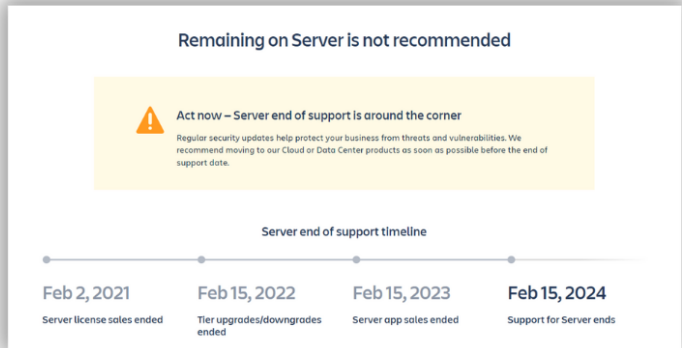 Remaining on Server is not recommended
Act now – Server end of support is around the corner
Regular security updates help protect your business from threats and vulnerabilities. We
recommend moving to our Cloud or Data Center products as soon as possible before the end of
support date.
Server end of support timeline
Feb 2, 2021
Server license sales ended
Feb 15, 2022
Tier upgrades/downgrades
ended
Feb 15, 2023
Server app sales ended
Feb 15, 2024
Support for Server ends